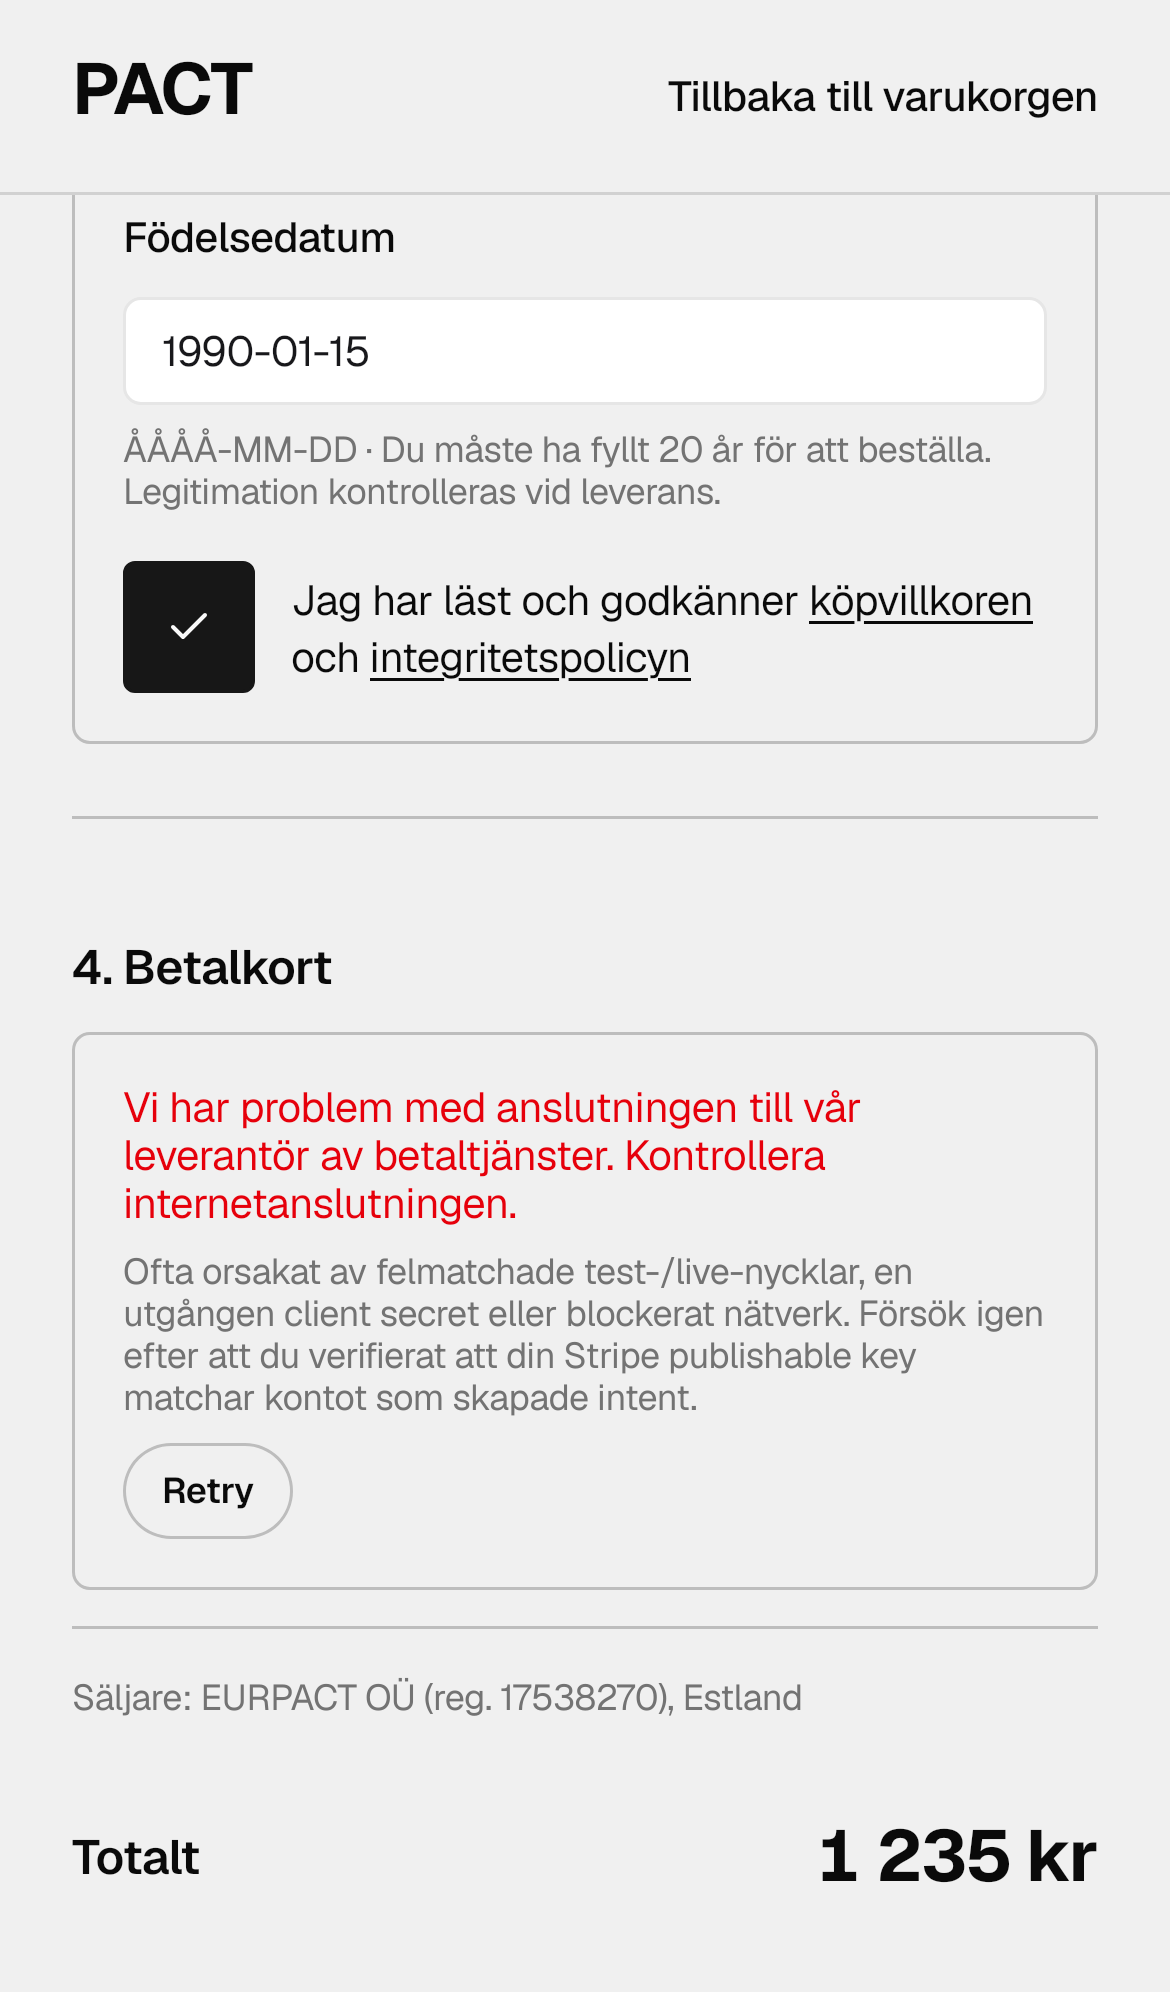 PACT
Tillbaka till varukorgen
Födelsedatum
1990-01-15
ÅÅÅÅ-MM-DD · Du måste ha fyllt 20 år för att beställa.
Legitimation kontrolleras vid leverans.
Jag har läst och godkänner köpvillkoren
och integritetspolicyn
4. Betalkort
Vi har problem med anslutningen till vår
leverantör av betaltjänster. Kontrollera
internetanslutningen.
Ofta orsakat av felmatchade test-/live-nycklar, en
utgången client secret eller blockerat nätverk. Försök igen
efter att du verifierat att din Stripe publishable key
matchar kontot som skapade intent.
Retry
Säljare: EURPACT OÜ (reg. 17538270), Estland
Totalt
1 235 kr